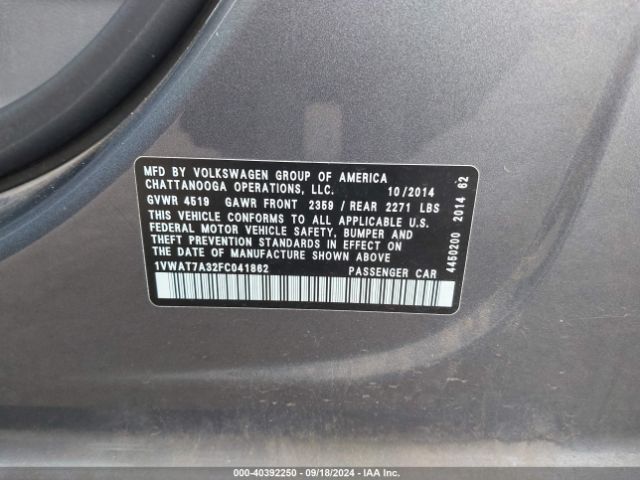 MFD BY VOLKSWAGEN GROUP OF AMERICA
CHATTANOOGA OPERATIONS, LLC. 10/2014
GVWR 4519 GAWR FRONT 2359 / REAR 2271 LBS
THIS VEHICLE CONFORMS TO ALL APPLICABLE U.S.
FEDERAL MOTOR VEHICLE SAFETY, BUMPER AND
THEFT PREVENTION STANDARDS IN EFFECT ON
THE DATE OF MANUFACTURE SHOWN ABOVE.
1VWAT7A32FC041862 PASSENGER CAR
4450200 2014 62
000-40392250 - 09/18/2024 - IAA Inc.